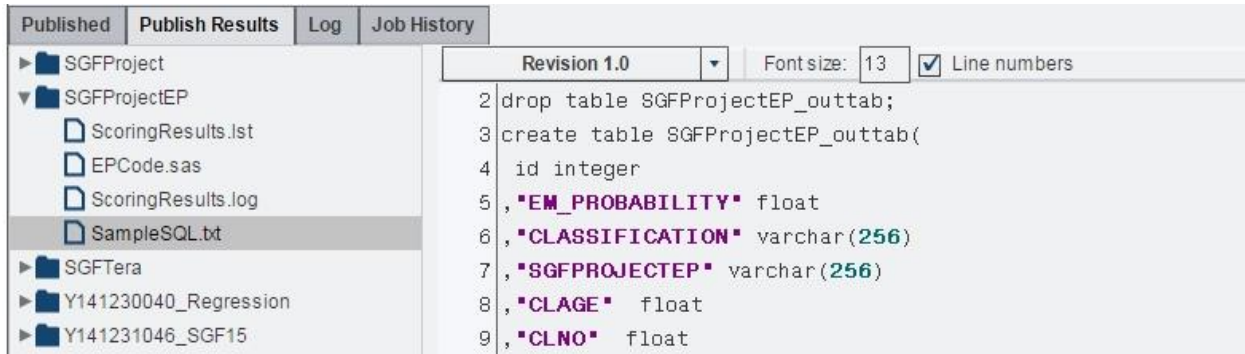 Published Publish Results Log Job History
SGFProject
SGFProjectEP
ScoringResults.lst
EPCode.sas
ScoringResults.log
SampleSQL.txt
SGFTera
Y141230040_Regression
Y141231046_SGF15
Revision 1.0 Font size: 13 Line numbers
2 drop table SGFProjectEP_outtab;
3 create table SGFProjectEP_outtab(
4 id integer
5 ,"EM_PROBABILITY" float
6 ,"CLASSIFICATION" varchar(256)
7 ,"SGFPROJECTEP" varchar(256)
8 ,"CLAGE" float
9 ,"CLNO" float